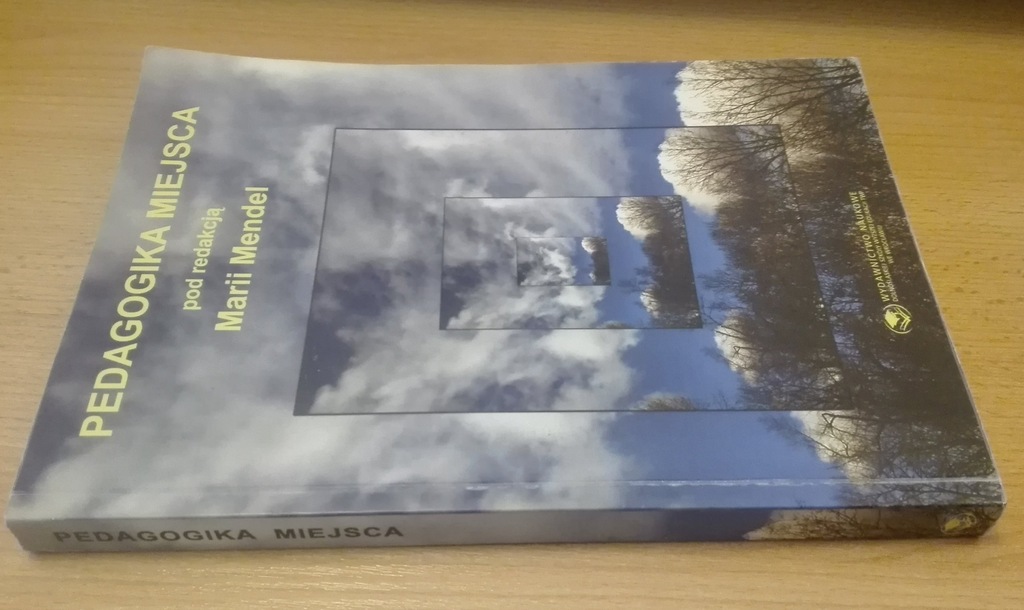 PEDAGOGIKA MIEJSCA
pod redakcją
Marii Mendel
WYDAWNICTWO NAUKOWE
PEDAGOGIKA MIEJSCA